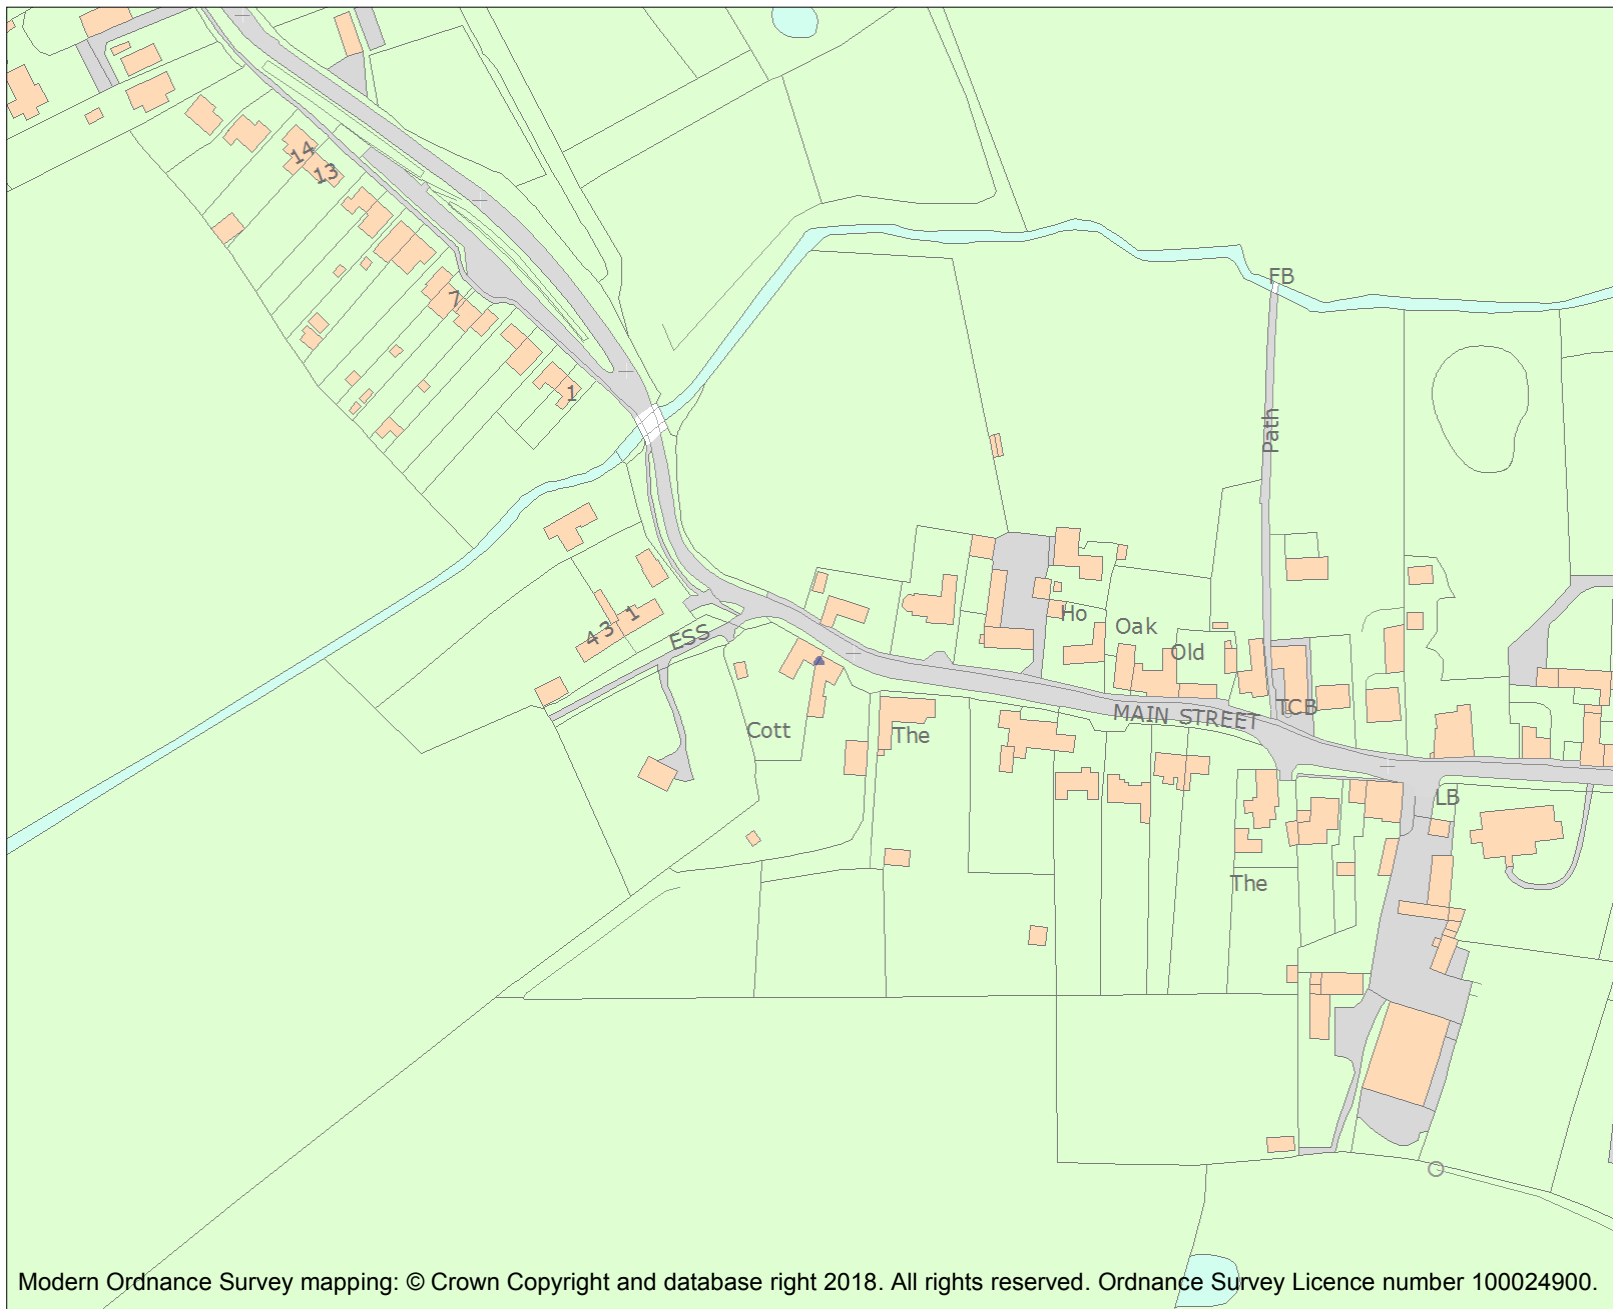 14
13
FB
7
1
Path
Ho
Oak
1
3
4
ESS
Old
MAIN STREET
TCB
Cott
The
LB
The
Modern Ordnance Survey mapping: © Crown Copyright and database right 2018. All rights reserved. Ordnance Survey Licence number 100024900.